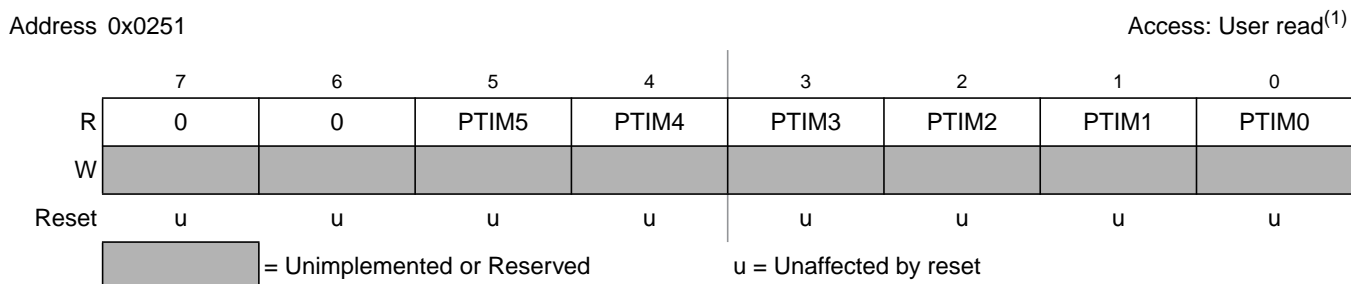 Address 0x0251 Access: User read(1)
7 6 5 4 3 2 1 0
R 0 0 PTIM5 PTIM4 PTIM3 PTIM2 PTIM1 PTIM0
W
Reset u u u u u u u u
= Unimplemented or Reserved u = Unaffected by reset